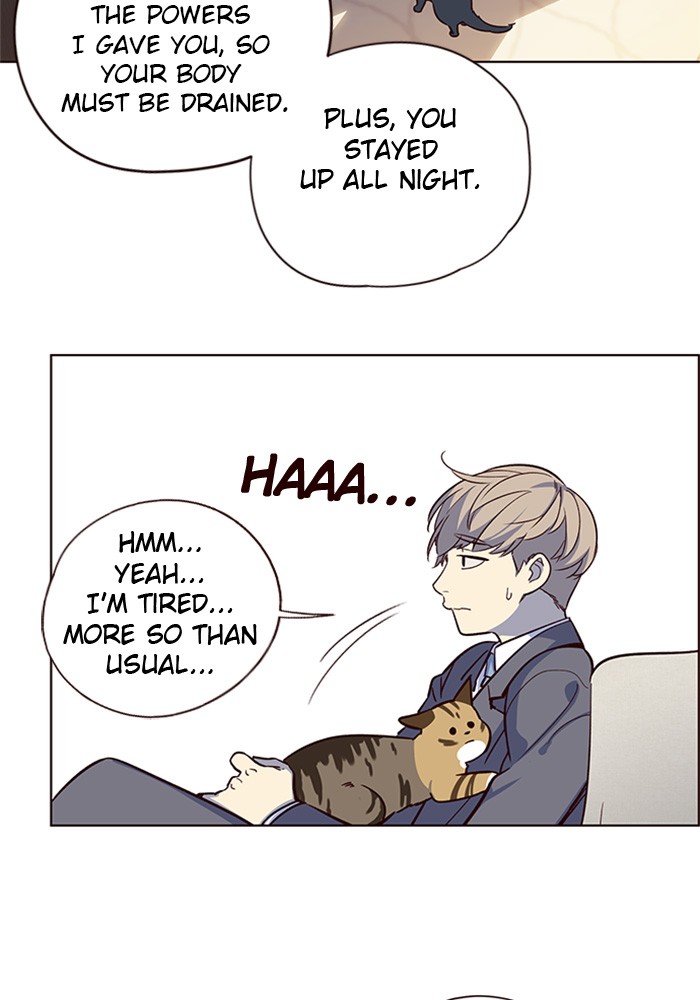 THE POWERS
I GAVE YOU, SO
YOUR BODY
MUST BE DRAINED.
PLUS, YOU
STAYED
UP ALL NIGHT.
HAAA...
HMM...
YEAH...
I'M TIRED...
MORE SO THAN
USUAL...